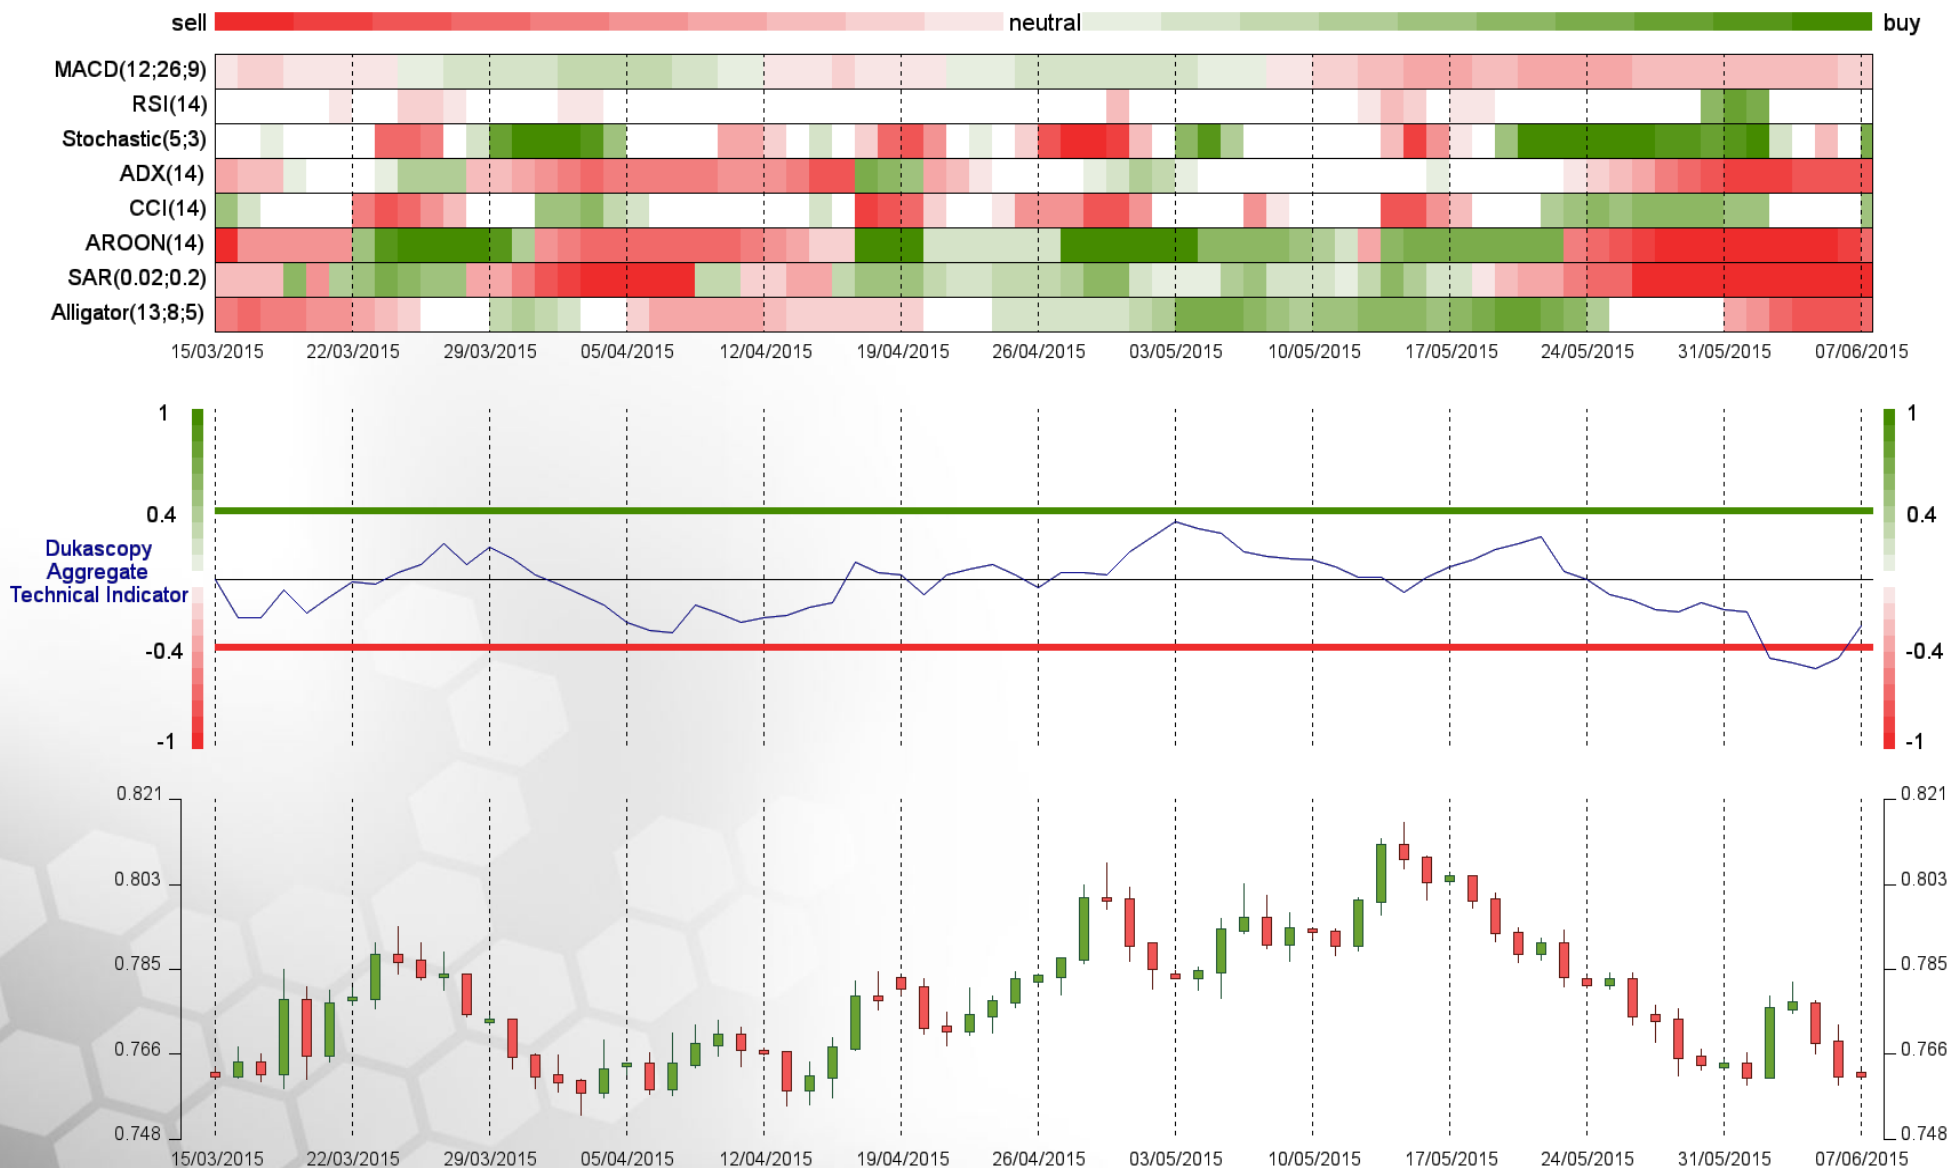 sell neutral buy
MACD(12;26;9)
RSI(14)
Stochastic(5;3)
ADX(14)
CCI(14)
AROON(14)
SAR(0.02;0.2)
Alligator(13;8;5)
15/03/2015 22/03/2015 29/03/2015 05/04/2015 12/04/2015 19/04/2015 26/04/2015 03/05/2015 10/05/2015 17/05/2015 24/05/2015 31/05/2015 07/06/2015
1 1
0.4 0.4
Dukascopy
Aggregate
Technical Indicator
-0.4 -0.4
-1 -1
0.821 0.821
0.803 0.803
0.785 0.785
0.766 0.766
0.748 0.748
15/03/2015 22/03/2015 29/03/2015 05/04/2015 12/04/2015 19/04/2015 26/04/2015 03/05/2015 10/05/2015 17/05/2015 24/05/2015 31/05/2015 07/06/2015